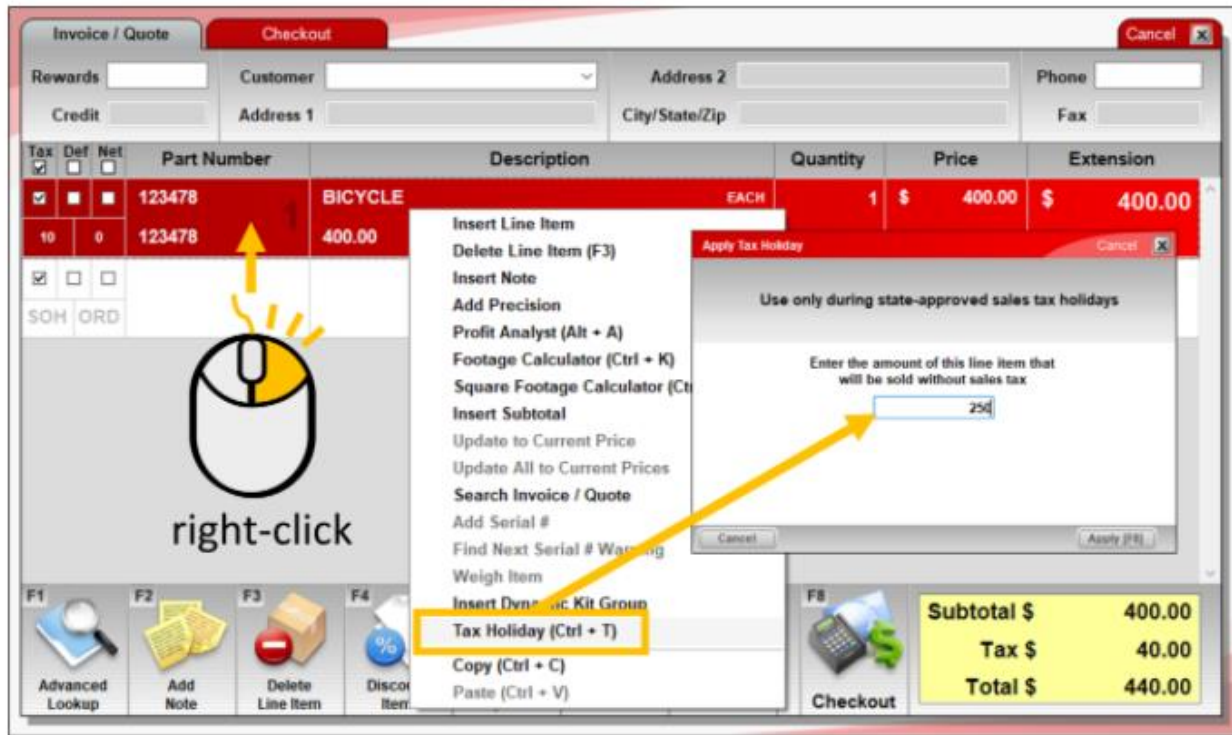 Invoice / Quote
Checkout
Cancel
Rewards
Customer
Address 2
Phone
Credit
Address 1
City/State/Zip
Fax
Tax Def Net
Part Number
Description
Quantity
Price
Extension
123478
1
BICYCLE
EACH
1
$ 400.00
$ 400.00
10
0
123478
400.00
SOH ORD
right-click
Insert Line Item
Delete Line Item (F3)
Insert Note
Add Precision
Profit Analyst (Alt + A)
Footage Calculator (Ctrl + K)
Square Footage Calculator (Ct
Insert Subtotal
Update to Current Price
Update All to Current Prices
Search Invoice / Quote
Add Serial #
Find Next Serial # Warning
Weigh Item
Insert Dynamic Kit Group
Tax Holiday (Ctrl + T)
Copy (Ctrl + C)
Paste (Ctrl + V)
Apply Tax Holiday
Cancel
Use only during state-approved sales tax holidays
Enter the amount of this line item that
will be sold without sales tax
250
Cancel
Apply [F8]
F1
Advanced
Lookup
F2
Add
Note
F3
Delete
Line Item
F4
%
Discou
Item
F8
$
Checkout
Subtotal $ 400.00
Tax $ 40.00
Total $ 440.00